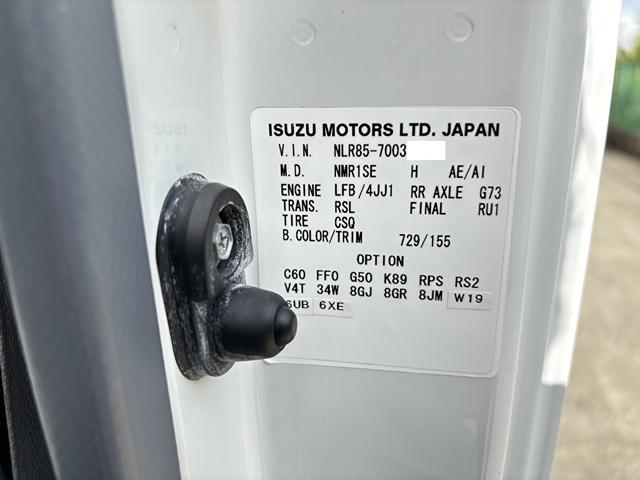 ISUZU MOTORS LTD. JAPAN
V.I.N. NLR85-7003
M.D. NMR1SE H AE/AI
ENGINE LFB/4JJ1 RR AXLE G73
TRANS. RSL FINAL RU1
TIRE CSQ
B.COLOR/TRIM 729/155
OPTION
C60 FF0 G50 K89 RPS RS2
V4T 34W 8GJ 8GR 8JM W19
6UB 6XE